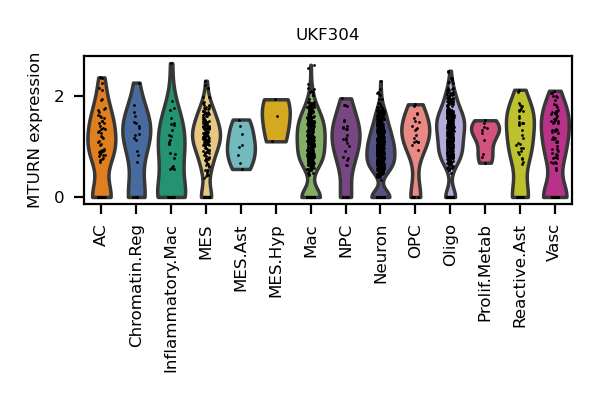 UKF304
MTURN expression
2
0
AC
Chromatin.Reg
Inflammatory.Mac
MES
MES.Ast
MES.Hyp
Mac
NPC
Neuron
OPC
Oligo
Prolif.Metab
Reactive.Ast
Vasc